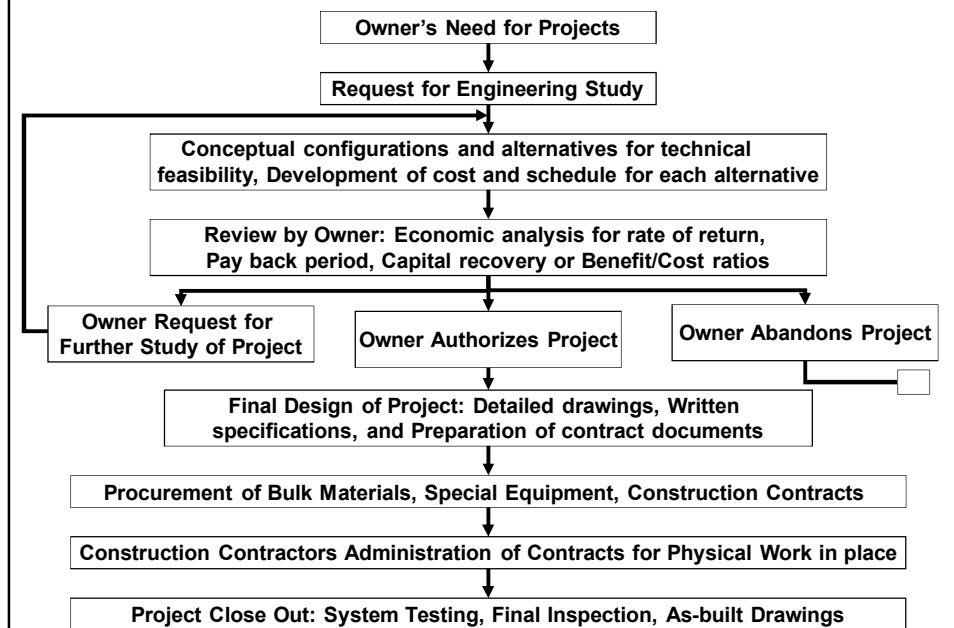 Owner's Need for Projects
Request for Engineering Study
Conceptual configurations and alternatives for technical
feasibility, Development of cost and schedule for each alternative
Review by Owner: Economic analysis for rate of return,
Pay back period, Capital recovery or Benefit/Cost ratios
Owner Request for
Further Study of Project
Owner Authorizes Project
Owner Abandons Project
Final Design of Project: Detailed drawings, Written
specifications, and Preparation of contract documents
Procurement of Bulk Materials, Special Equipment, Construction Contracts
Construction Contractors Administration of Contracts for Physical Work in place
Project Close Out: System Testing, Final Inspection, As-built Drawings